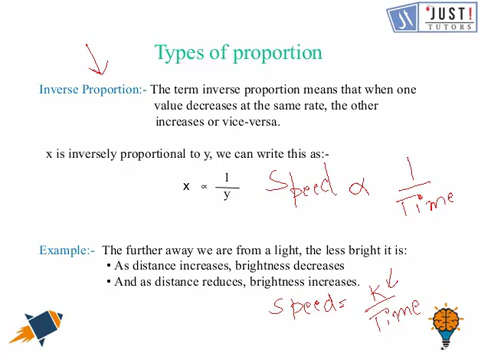 JUST!
TUTORS
Types of proportion
Inverse Proportion:- The term inverse proportion means that when one
value decreases at the same rate, the other
increases or vice-versa.
x is inversely proportional to y, we can write this as:-
x ∝ 1/y
Speed ∝ 1/Time
Example:- The further away we are from a light, the less bright it is:
• As distance increases, brightness decreases
• And as distance reduces, brightness increases.
Speed = K/Time